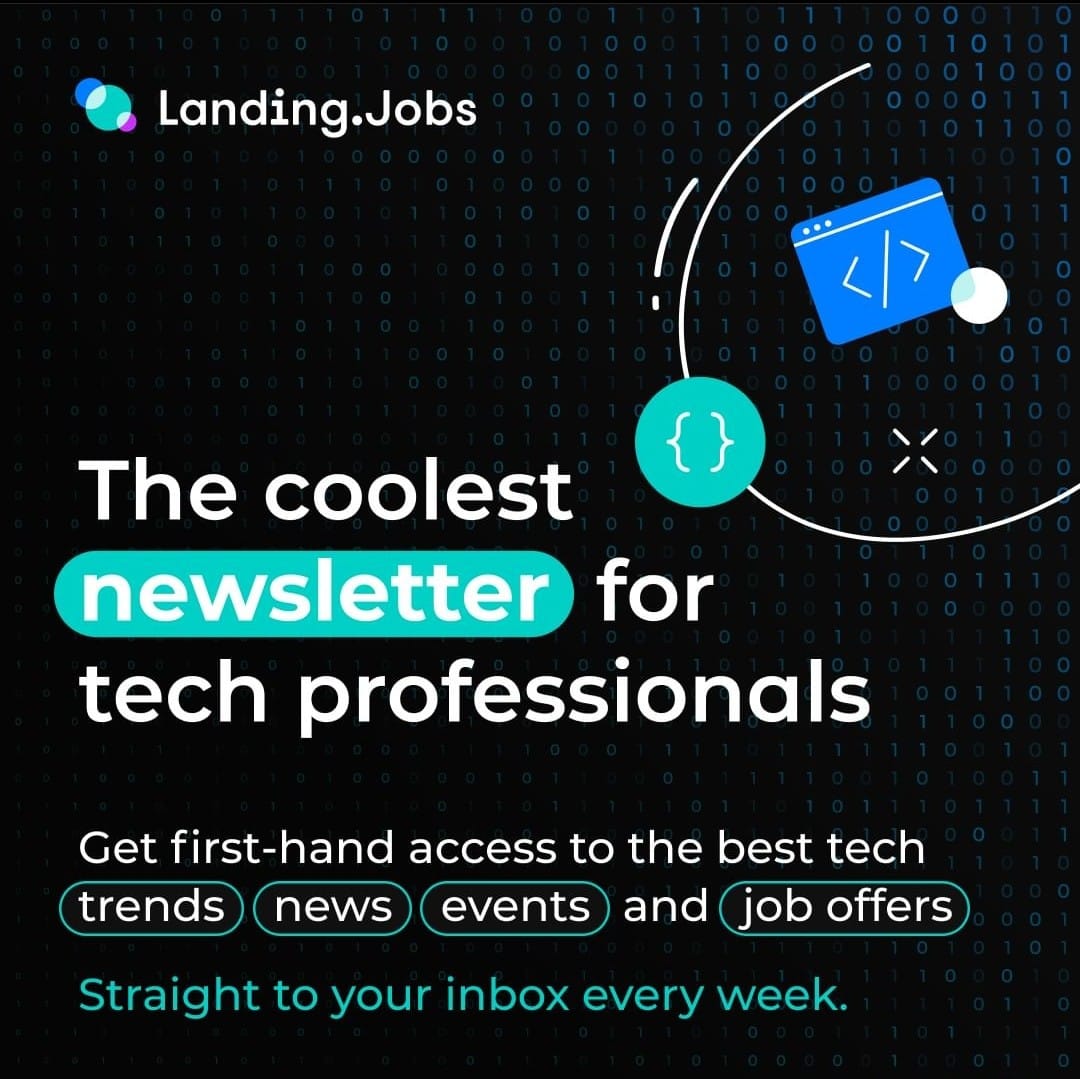 Landing.Jobs
</>
{ }
The coolest
newsletter for
tech professionals
Get first-hand access to the best tech
trends news events and job offers
Straight to your inbox every week.